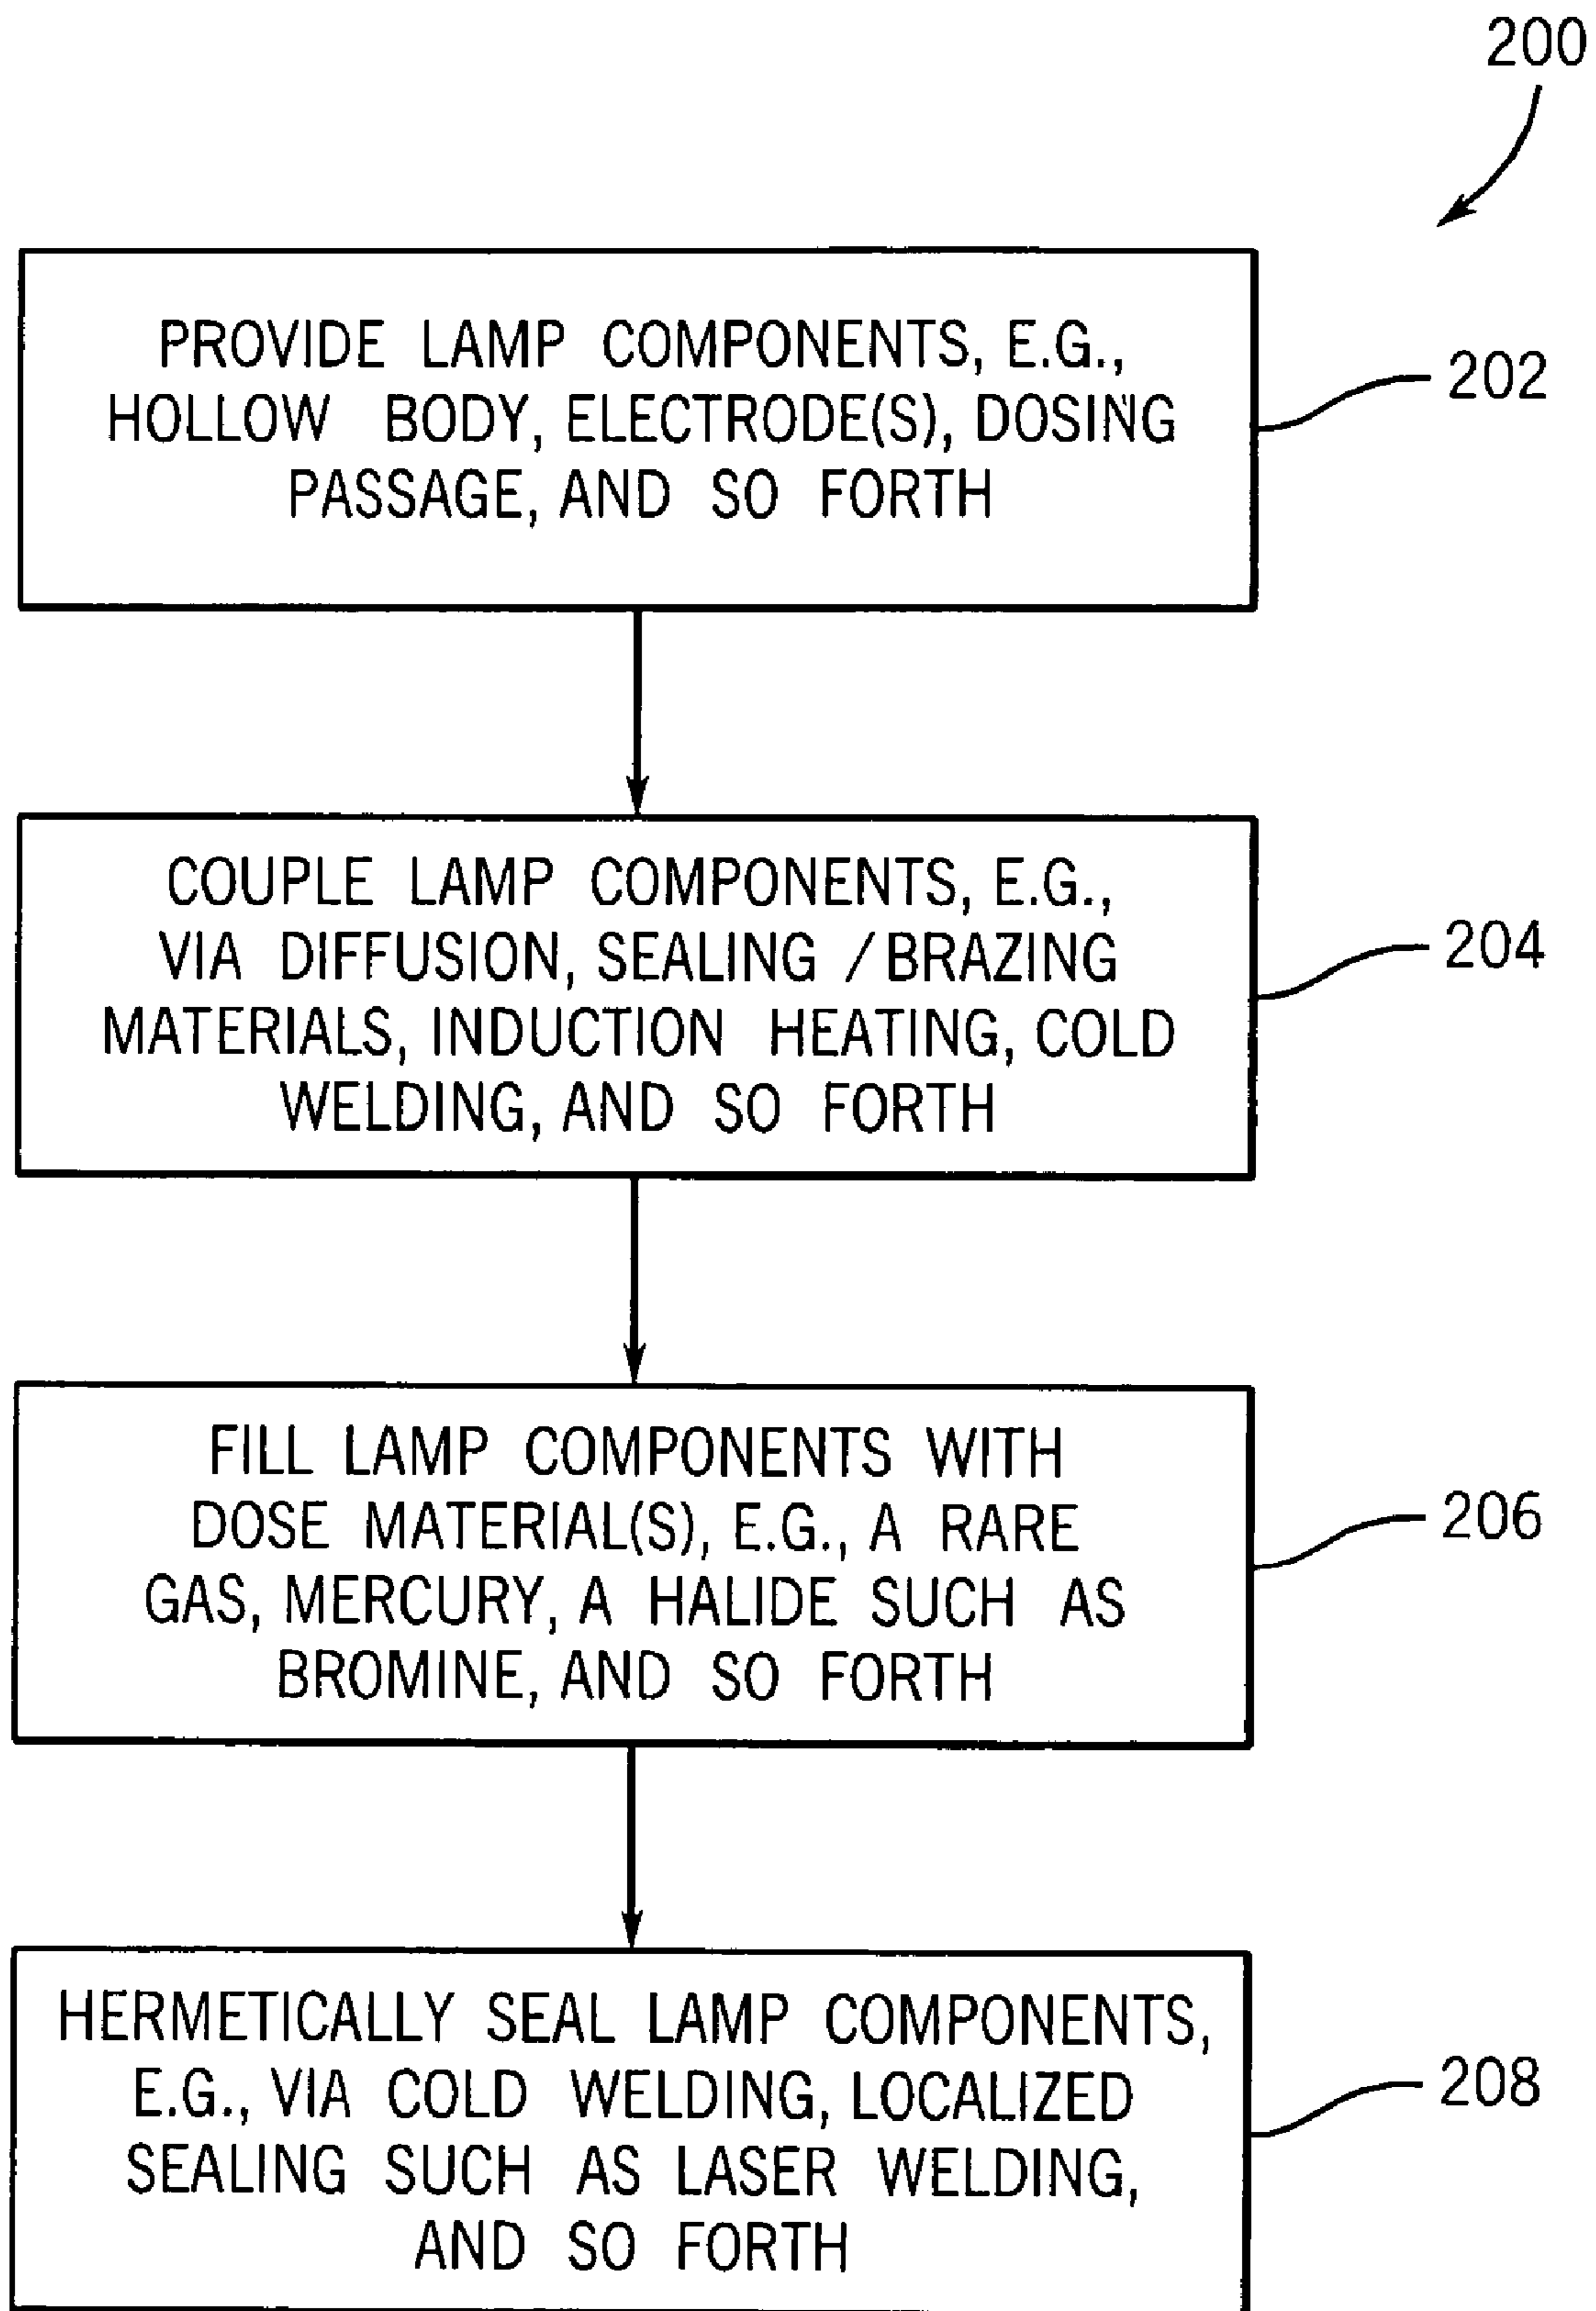 200
PROVIDE LAMP COMPONENTS, E.G.,
HOLLOW BODY, ELECTRODE(S), DOSING
PASSAGE, AND SO FORTH
202
COUPLE LAMP COMPONENTS, E.G.,
VIA DIFFUSION, SEALING / BRAZING
MATERIALS, INDUCTION HEATING, COLD
WELDING, AND SO FORTH
204
FILL LAMP COMPONENTS WITH
DOSE MATERIAL(S), E.G., A RARE
GAS, MERCURY, A HALIDE SUCH AS
BROMINE, AND SO FORTH
206
HERMETICALLY SEAL LAMP COMPONENTS,
E.G., VIA COLD WELDING, LOCALIZED
SEALING SUCH AS LASER WELDING,
AND SO FORTH
208